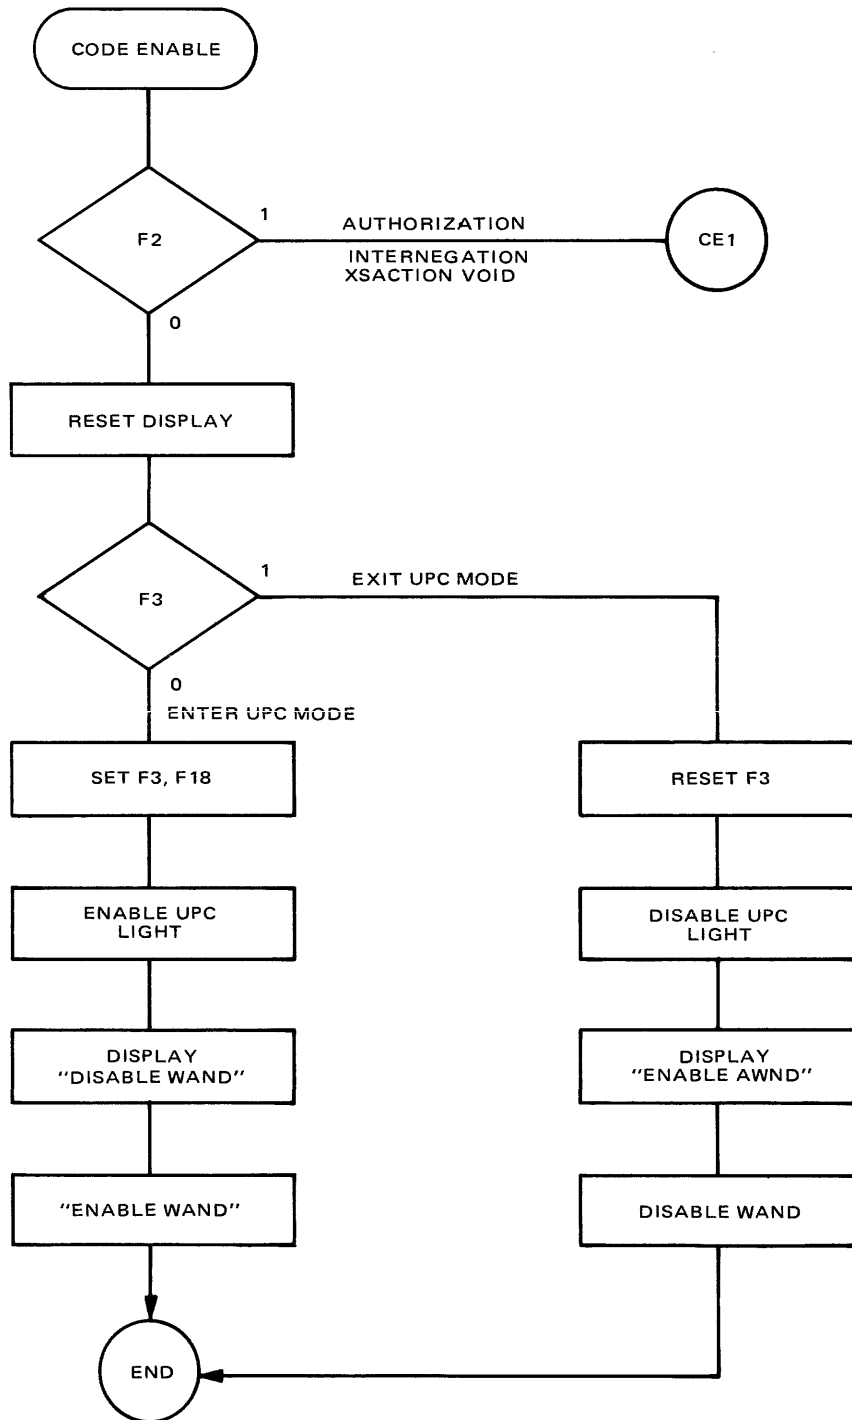 CODE ENABLE
F2
1
AUTHORIZATION
INTERNEGATION
XSACTION VOID
CE1
0
RESET DISPLAY
F3
1
EXIT UPC MODE
0
ENTER UPC MODE
SET F3, F18
RESET F3
ENABLE UPC
LIGHT
DISABLE UPC
LIGHT
DISPLAY
"DISABLE WAND"
DISPLAY
"ENABLE AWND"
"ENABLE WAND"
DISABLE WAND
END